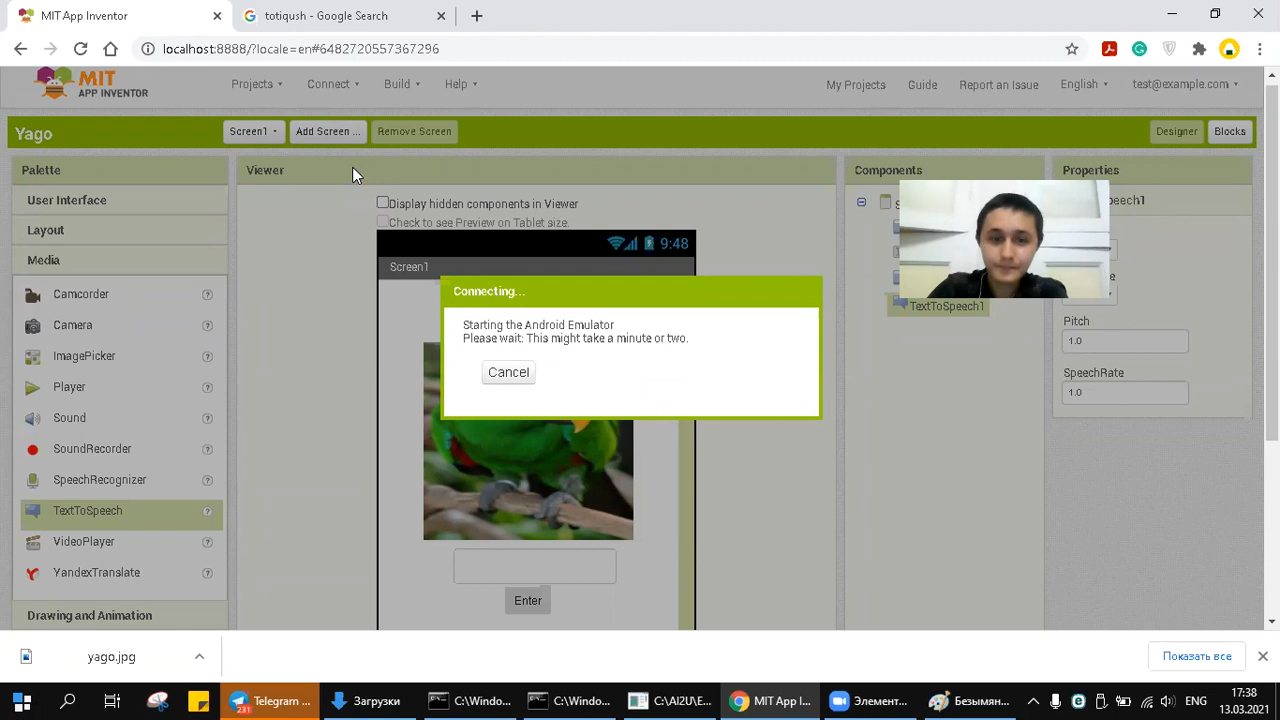 MIT App Inventor
totiqush - Google Search
localhost:8888/?locale=en#6482720557367296
MIT
APP INVENTOR
Projects
Connect
Build
Help
My Projects
Guide
Report an Issue
English
test@example.com
Yago
Screen1
Add Screen ...
Remove Screen
Designer
Blocks
Palette
Viewer
Components
Properties
User Interface
Layout
Media
Camcorder
Camera
ImagePicker
Player
Sound
SoundRecorder
SpeechRecognizer
TextToSpeech
VideoPlayer
YandexTranslate
Drawing and Animation
Display hidden components in Viewer
Check to see Preview on Tablet size.
9:48
Screen1
Connecting...
Starting the Android Emulator
Please wait: This might take a minute or two.
Cancel
Enter
TextToSpeech1
Pitch
1.0
SpeechRate
1.0
yago.jpg
Показать все
Telegram ...
231
Загрузки
C:\Windo...
C:\Windo...
C:\AI2U\E...
MIT App I...
Элемент...
Безымян...
ENG
17:38
13.03.2021